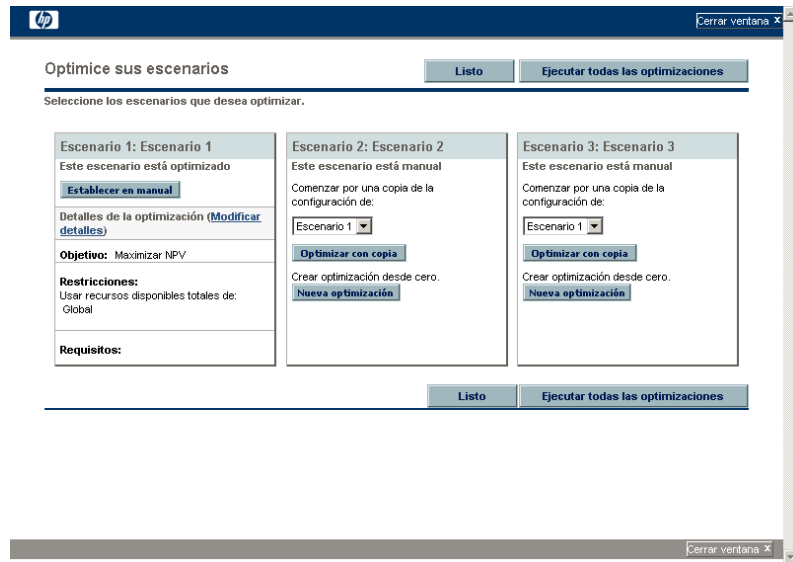 hp
Cerrar ventana x
Optimice sus escenarios
Listo
Ejecutar todas las optimizaciones
Seleccione los escenarios que desea optimizar.
Escenario 1: Escenario 1
Este escenario está optimizado
Establecer en manual
Detalles de la optimización (Modificar
detalles)
Objetivo: Maximizar NPV
Restricciones:
Usar recursos disponibles totales de:
Global
Requisitos:
Escenario 2: Escenario 2
Este escenario está manual
Comenzar por una copia de la
configuración de:
Escenario 1
Optimizar con copia
Crear optimización desde cero.
Nueva optimización
Escenario 3: Escenario 3
Este escenario está manual
Comenzar por una copia de la
configuración de:
Escenario 1
Optimizar con copia
Crear optimización desde cero.
Nueva optimización
Listo
Ejecutar todas las optimizaciones
Cerrar ventana x